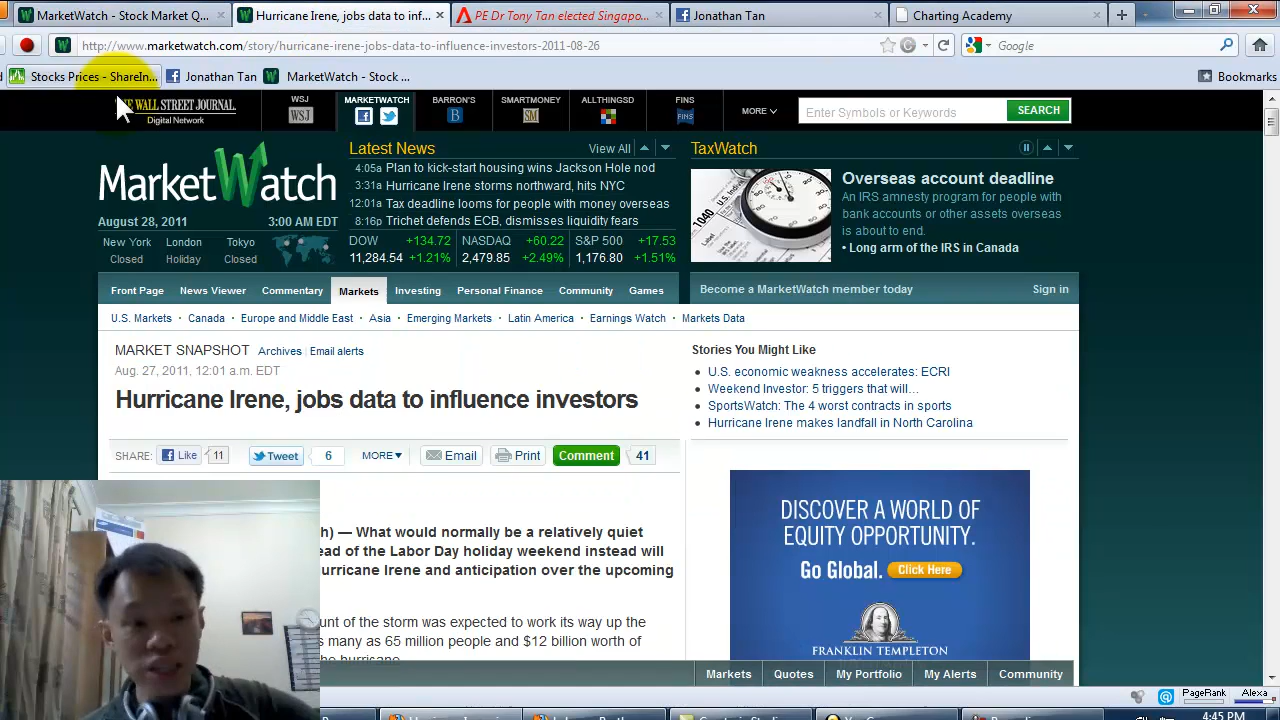 MarketWatch - Stock Market Q...
Hurricane Irene, jobs data to inf...
PE Dr Tony Tan elected Singapo...
Jonathan Tan
Charting Academy
http://www.marketwatch.com/story/hurricane-irene-jobs-data-to-influence-investors-2011-08-26
Google
Stocks Prices - ShareIn...
Jonathan Tan
MarketWatch - Stock ...
Bookmarks
WALL STREET JOURNAL.
Digital Network
WSJ
WSJ
MARKETWATCH
BARRON'S
B
SMARTMONEY
SM
ALLTHINGSD
FINS
FINS
MORE
Enter Symbols or Keywords
SEARCH
MarketWatch
August 28, 2011
3:00 AM EDT
New York
Closed
London
Holiday
Tokyo
Closed
Latest News
View All
4:05a Plan to kick-start housing wins Jackson Hole nod
3:31a Hurricane Irene storms northward, hits NYC
12:01a Tax deadline looms for people with money overseas
8:16p Trichet defends ECB, dismisses liquidity fears
DOW +134.72
11,284.54 +1.21%
NASDAQ +60.22
2,479.85 +2.49%
S&P 500 +17.53
1,176.80 +1.51%
TaxWatch
1040
U.S. Indiv
Overseas account deadline
An IRS amnesty program for people with
bank accounts or other assets overseas
is about to end.
• Long arm of the IRS in Canada
Front Page
News Viewer
Commentary
Markets
Investing
Personal Finance
Community
Games
Become a MarketWatch member today
Sign in
U.S. Markets • Canada • Europe and Middle East • Asia • Emerging Markets • Latin America • Earnings Watch • Markets Data
MARKET SNAPSHOT Archives Email alerts
Aug. 27, 2011, 12:01 a.m. EDT
Hurricane Irene, jobs data to influence investors
SHARE: Like 11 Tweet 6 MORE Email Print Comment 41
Stories You Might Like
• U.S. economic weakness accelerates: ECRI
• Weekend Investor: 5 triggers that will…
• SportsWatch: The 4 worst contracts in sports
• Hurricane Irene makes landfall in North Carolina
h) — What would normally be a relatively quiet
ead of the Labor Day holiday weekend instead will
urricane Irene and anticipation over the upcoming
unt of the storm was expected to work its way up the
s many as 65 million people and $12 billion worth of
he hurricane
DISCOVER A WORLD OF
EQUITY OPPORTUNITY.
Go Global. Click Here
FRANKLIN TEMPLETON
Markets
Quotes
My Portfolio
My Alerts
Community
PageRank
Alexa
4:45 PM